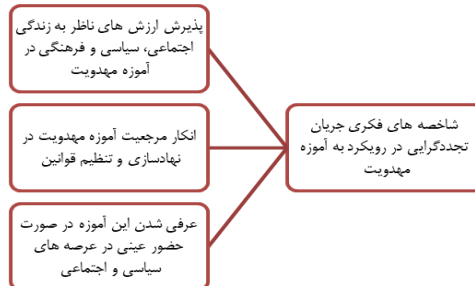 شاخصه های فکری جریان
تجددگرایی در رویکرد به آموزه
مهدویت
پذیرش ارزش های ناظر به زندگی
اجتماعی، سیاسی و فرهنگی در
آموزه مهدویت
انکار مرجعیت آموزه مهدویت در
نهادسازی و تنظیم قوانین
عرفی شدن این آموزه در صورت
حضور عینی در عرصه های
سیاسی و اجتماعی